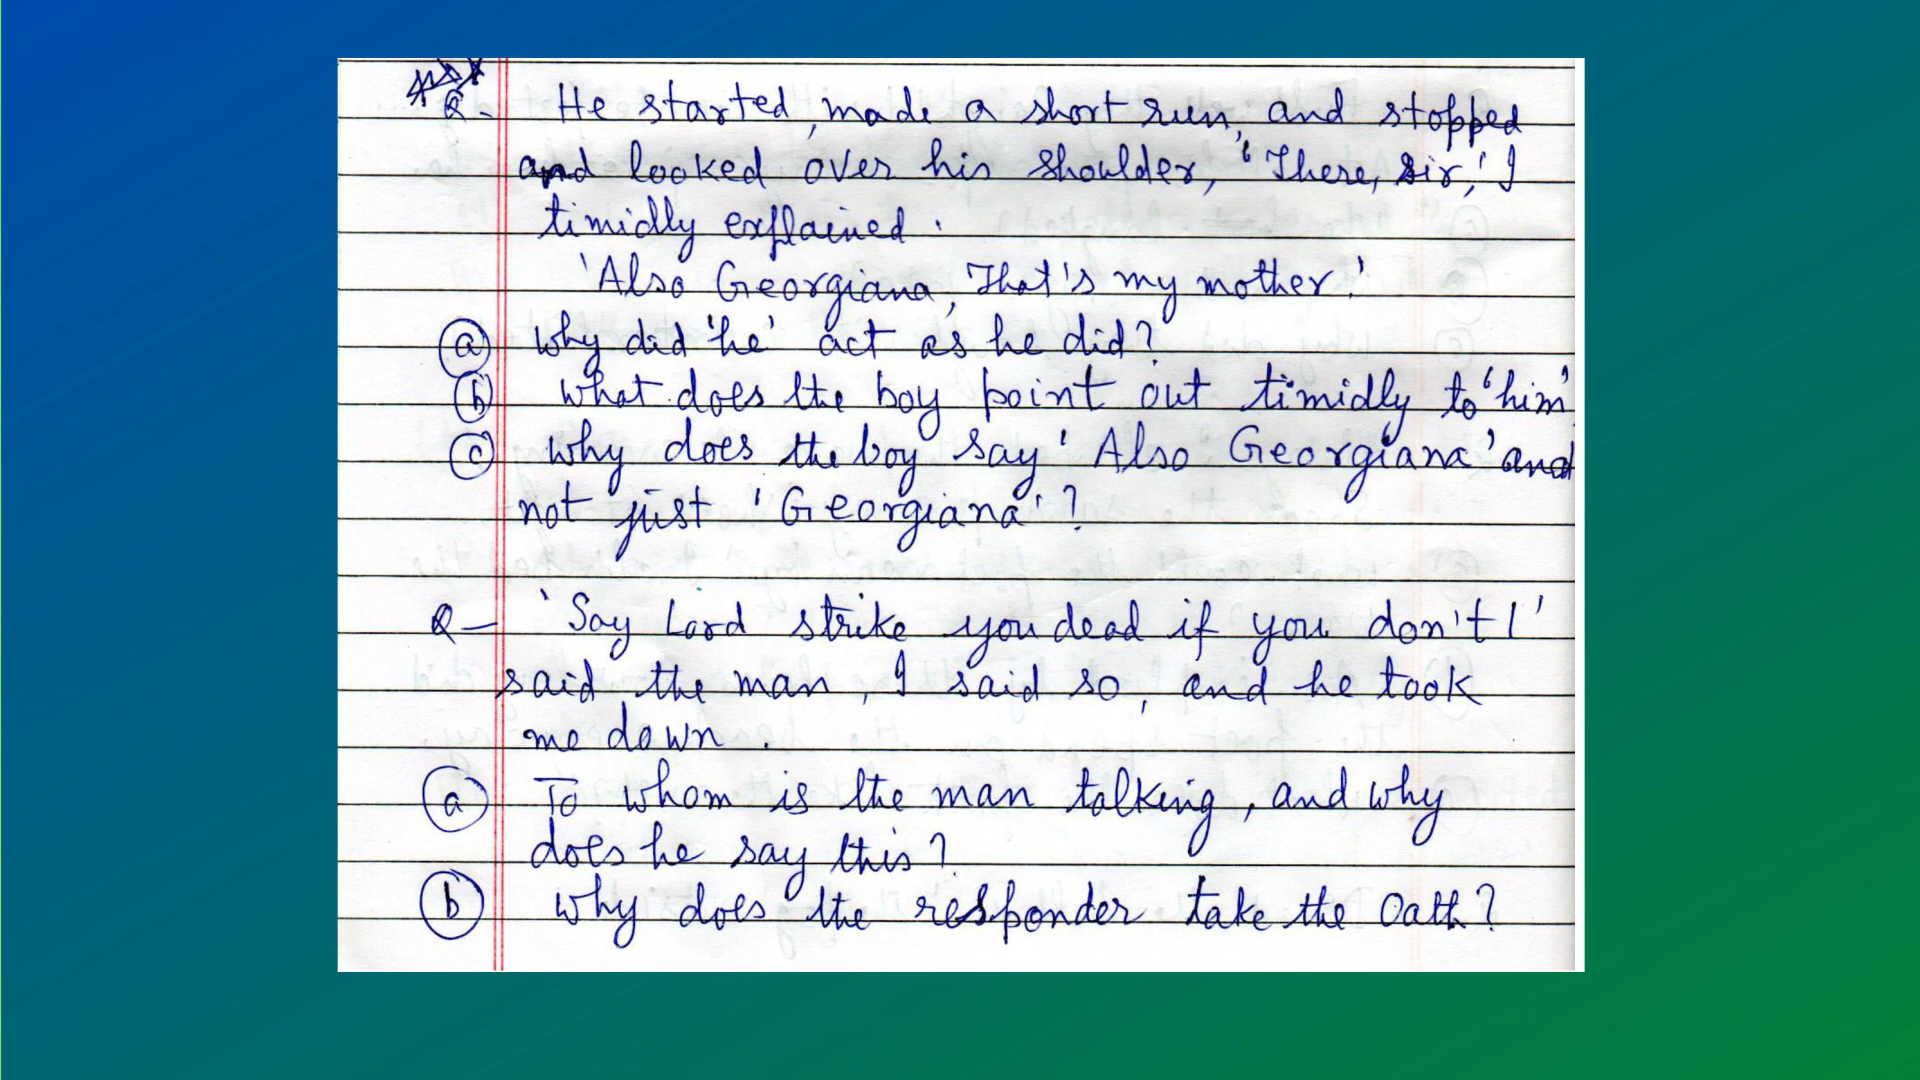 Q- He started, made a short run, and stopped
and looked over his shoulder, 'There, sir,' I
timidly explained.
'Also Georgiana, That's my mother.'
(a) Why did 'he' act as he did?
(b) What does the boy point out timidly to 'him'
(c) Why does the boy say 'Also Georgiana' and
not just 'Georgiana'?
Q- 'Say Lord strike you dead if you don't!'
said the man, I said so, and he took
me down.
(a) To whom is the man talking, and why
does he say this?
(b) Why does the responder take the Oath?